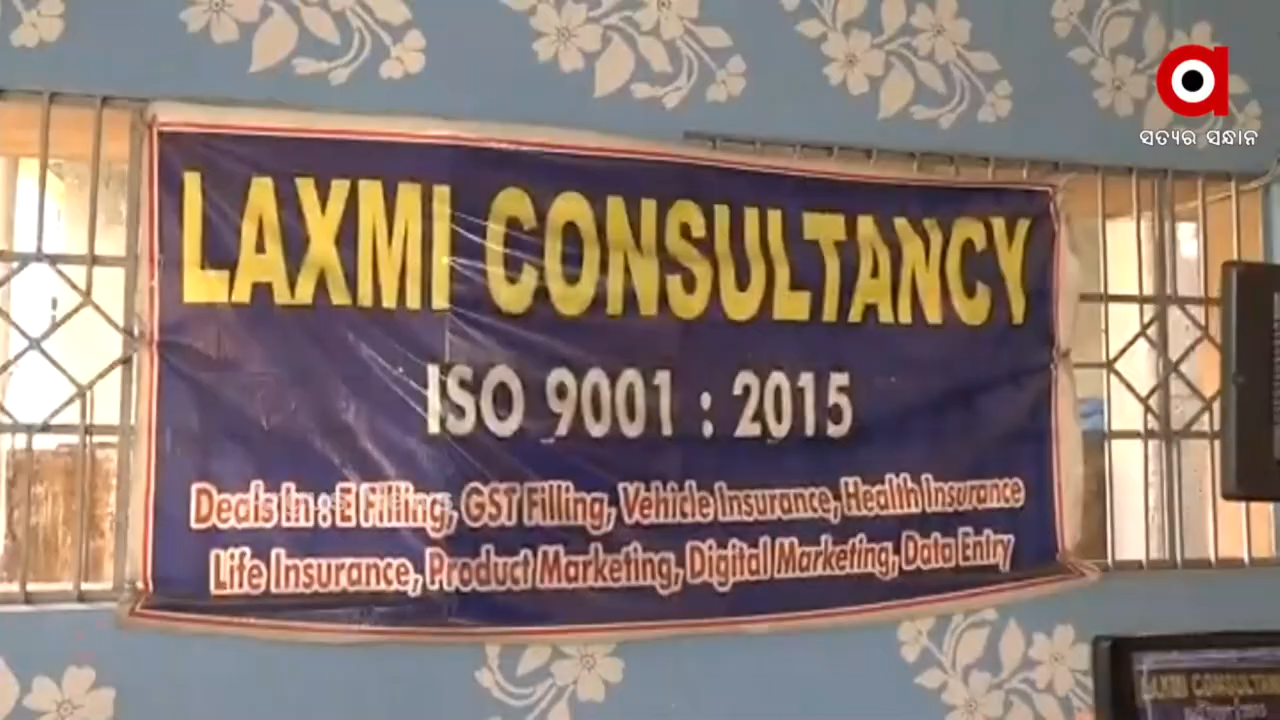 ସତ୍ୟର ସନ୍ଧାନ
LAXMI CONSULTANCY
ISO 9001 : 2015
Deals In : E Filling, GST Filling, Vehicle Insurance, Health Insurance
Life Insurance, Product Marketing, Digital Marketing, Data Entry
LAXMI CONSULTAN